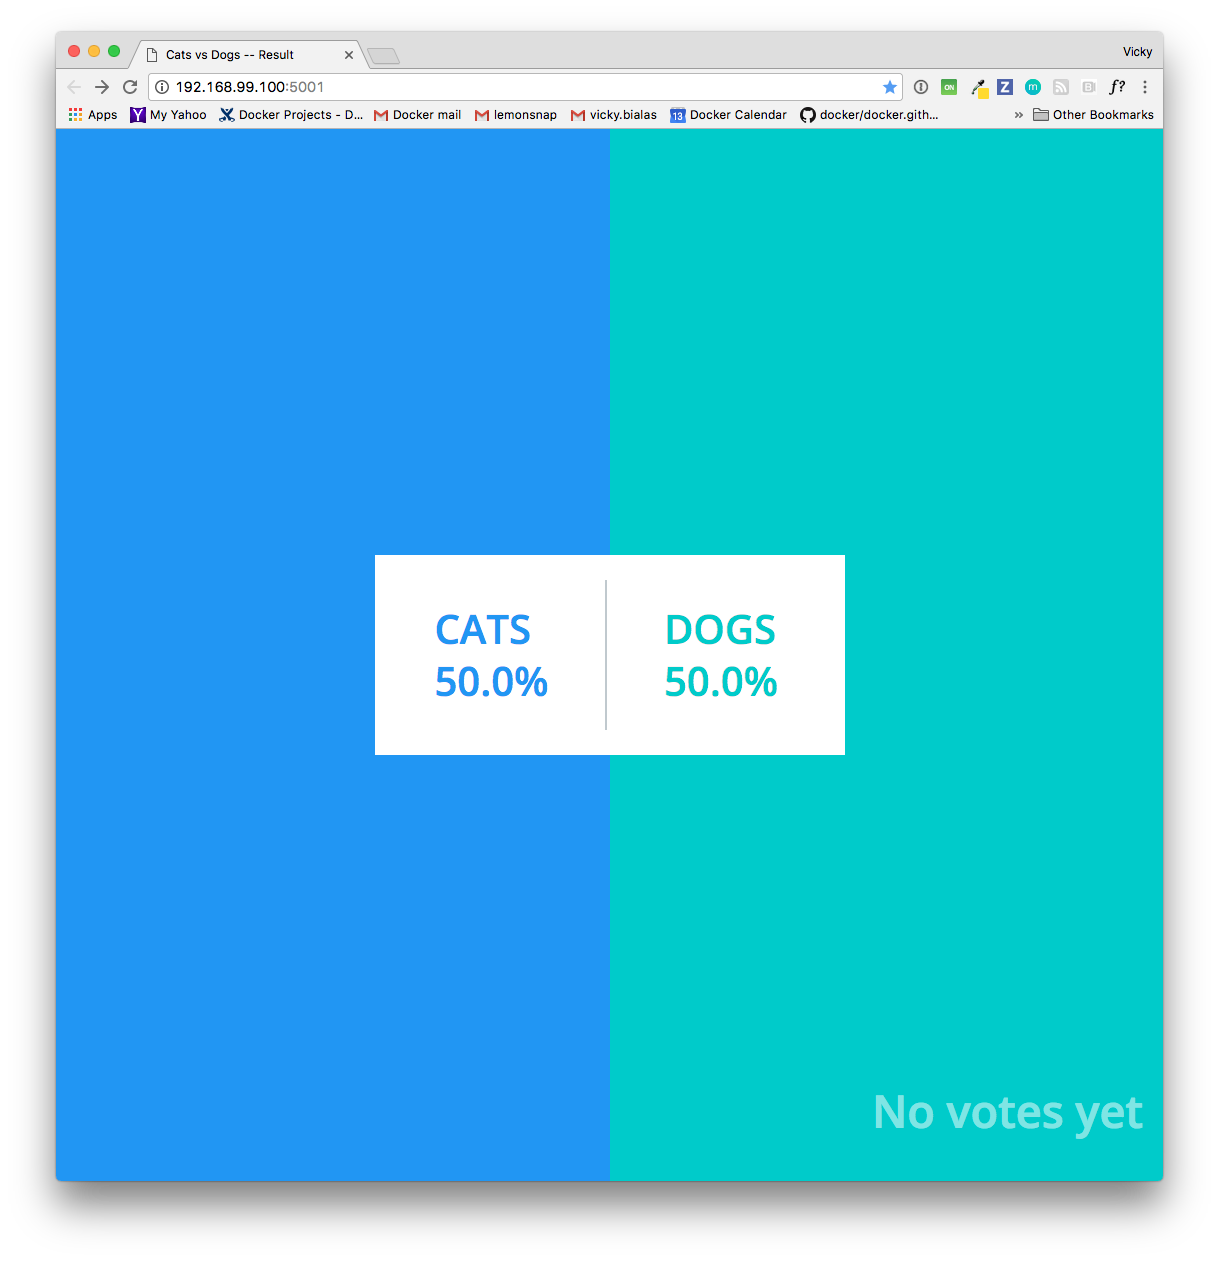 Cats vs Dogs -- Result
Vicky
192.168.99.100:5001
ON
Z
m
B
f?
Apps
My Yahoo
Docker Projects - D...
Docker mail
lemonsnap
vicky.bialas
13
Docker Calendar
docker/docker.gith...
»
Other Bookmarks
CATS
50.0%
DOGS
50.0%
No votes yet